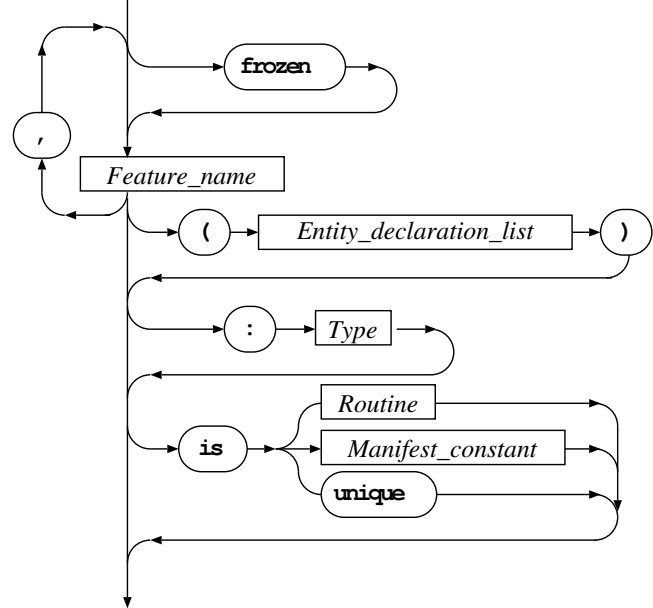 frozen
,
Feature_name
( Entity_declaration_list )
: Type
Routine
is Manifest_constant
unique